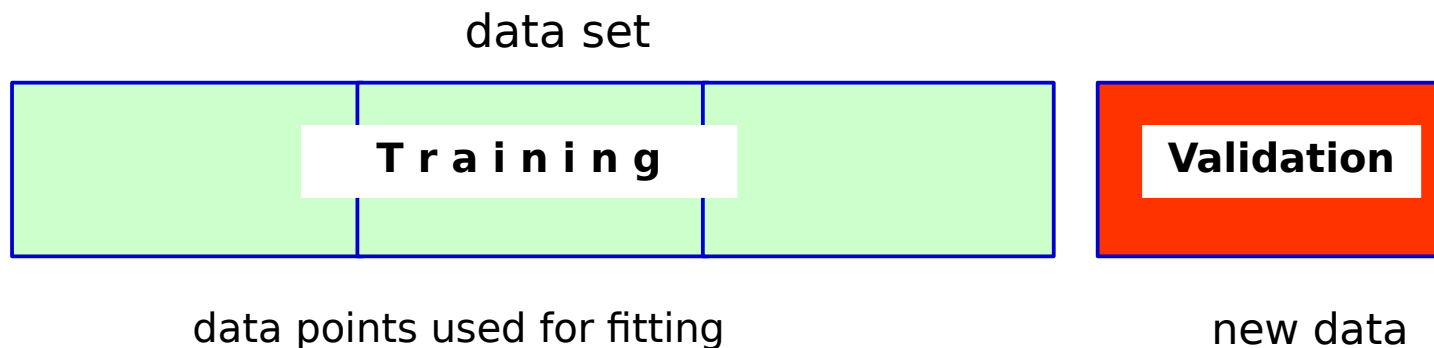 data set
T r a i n i n g
Validation
data points used for fitting
new data